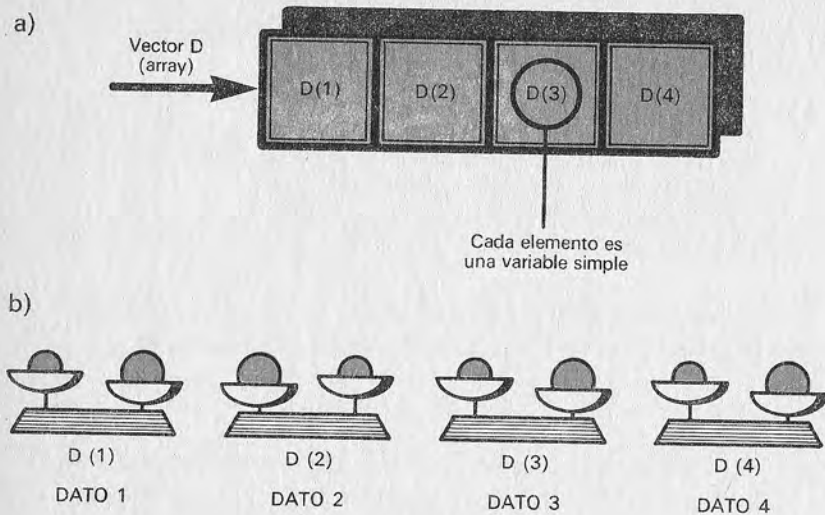 a)
Vector D
(array)
D(1) D(2) D(3) D(4)
Cada elemento es
una variable simple
b)
D (1) D (2) D (3) D (4)
DATO 1 DATO 2 DATO 3 DATO 4